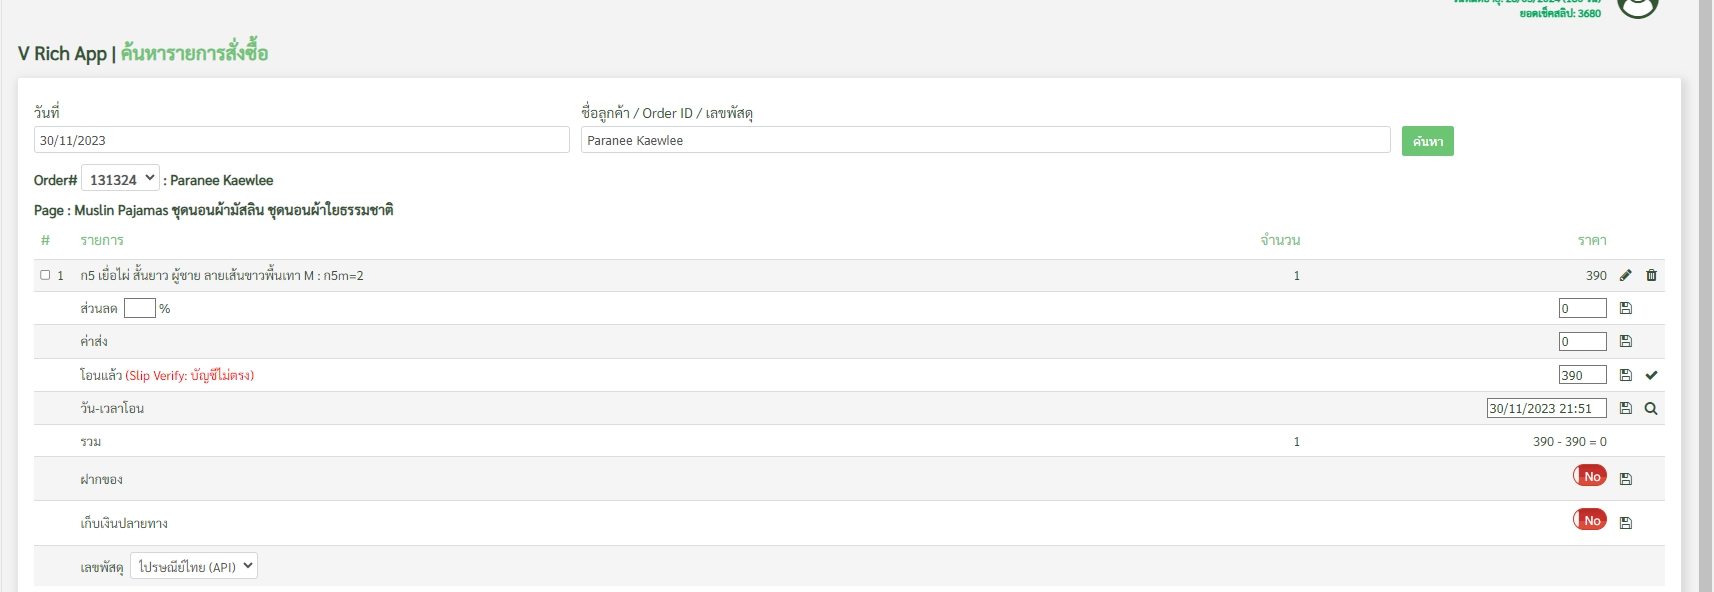 ยอดเช็คสลิป: 3680
V Rich App | ค้นหารายการสั่งซื้อ
วันที่ ชื่อลูกค้า / Order ID / เลขพัสดุ
30/11/2023 Paranee Kaewlee ค้นหา
Order# 131324 : Paranee Kaewlee
Page : Muslin Pajamas ชุดนอนผ้ามัสลิน ชุดนอนผ้าใยธรรมชาติ
# รายการ จำนวน ราคา
1 ก5 เยื่อไผ่ สั้นยาว ผู้ชาย ลายเส้นขาวพื้นเทา M : ก5m=2 1 390
ส่วนลด % 0
ค่าส่ง 0
โอนแล้ว (Slip Verify: บัญชีไม่ตรง) 390
วัน-เวลาโอน 30/11/2023 21:51
รวม 1 390 - 390 = 0
ฝากของ No
เก็บเงินปลายทาง No
เลขพัสดุ ไปรษณีย์ไทย (API)